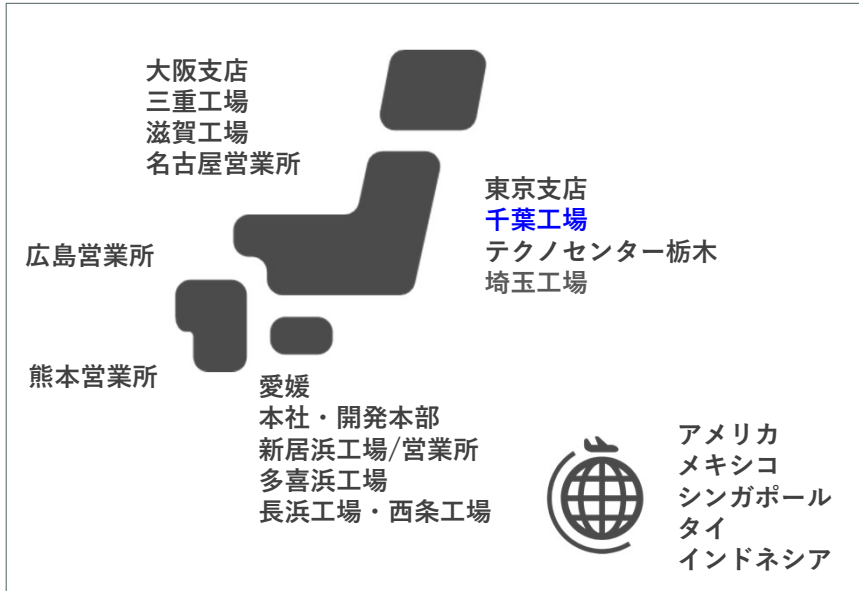 大阪支店
三重工場
滋賀工場
名古屋営業所
東京支店
千葉工場
テクノセンター栃木
埼玉工場
広島営業所
熊本営業所
愛媛
本社・開発本部
新居浜工場/営業所
多喜浜工場
長浜工場・西条工場
アメリカ
メキシコ
シンガポール
タイ
インドネシア